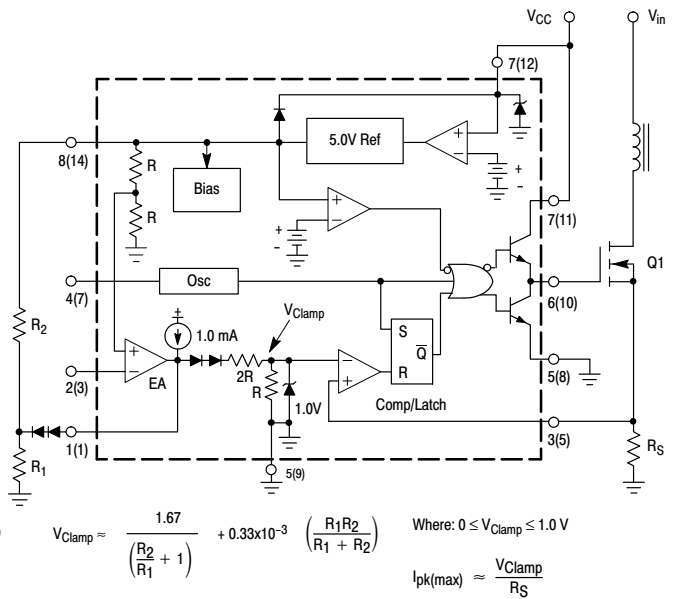 VCC
Vin
7(12)
5.0V Ref
+
−
+
-
8(14)
R
Bias
R
+
−
+
-
7(11)
Q1
4(7)
Osc
6(10)
+
1.0 mA
VClamp
S
Q̅
R
R2
+
−
EA
2R
R
1.0V
−
+
Comp/Latch
2(3)
5(8)
1(1)
3(5)
R1
5(9)
RS
)
VClamp ≈ 1.67 / (R2/R1 + 1) + 0.33x10−3 (R1R2 / (R1 + R2)) Where: 0 ≤ VClamp ≤ 1.0 V
Ipk(max) ≈ VClamp / RS